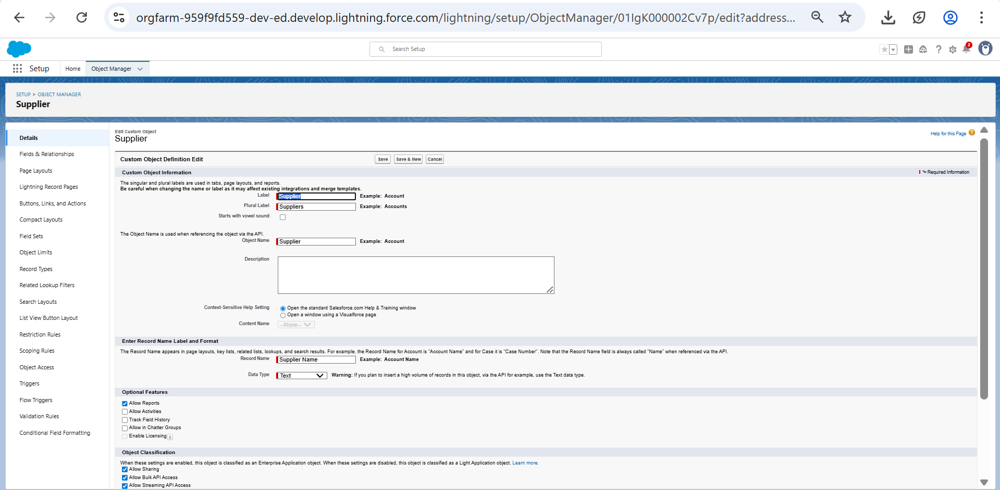 orgfarm-959f9fd559-dev-ed.develop.lightning.force.com/lightning/setup/ObjectManager/01IgK000002Cv7p/edit?address...
Search Setup
2
Setup
Home
Object Manager
SETUP > OBJECT MANAGER
Supplier
Details
Fields & Relationships
Page Layouts
Lightning Record Pages
Buttons, Links, and Actions
Compact Layouts
Field Sets
Object Limits
Record Types
Related Lookup Filters
Search Layouts
List View Button Layout
Restriction Rules
Scoping Rules
Object Access
Triggers
Flow Triggers
Validation Rules
Conditional Field Formatting
Edit Custom Object
Supplier
Help for this Page ?
Custom Object Definition Edit
Save
Save & New
Cancel
Custom Object Information
*= Required Information
The singular and plural labels are used in tabs, page layouts, and reports.
Be careful when changing the name or label as it may affect existing integrations and merge templates.
Label Supplier Example: Account
Plural Label Suppliers Example: Accounts
Starts with vowel sound
The Object Name is used when referencing the object via the API.
Object Name Supplier Example: Account
Description
Context-Sensitive Help Setting Open the standard Salesforce.com Help & Training window
Open a window using a Visualforce page
Content Name --None--
Enter Record Name Label and Format
The Record Name appears in page layouts, key lists, related lists, lookups, and search results. For example, the Record Name for Account is "Account Name" and for Case it is "Case Number". Note that the Record Name field is always called "Name" when referenced via the API.
Record Name Supplier Name Example: Account Name
Data Type Text Warning: If you plan to insert a high volume of records in this object, via the API for example, use the Text data type.
Optional Features
Allow Reports
Allow Activities
Track Field History
Allow in Chatter Groups
Enable Licensing i
Object Classification
When these settings are enabled, this object is classified as an Enterprise Application object. When these settings are disabled, this object is classified as a Light Application object. Learn more.
Allow Sharing
Allow Bulk API Access
Allow Streaming API Access